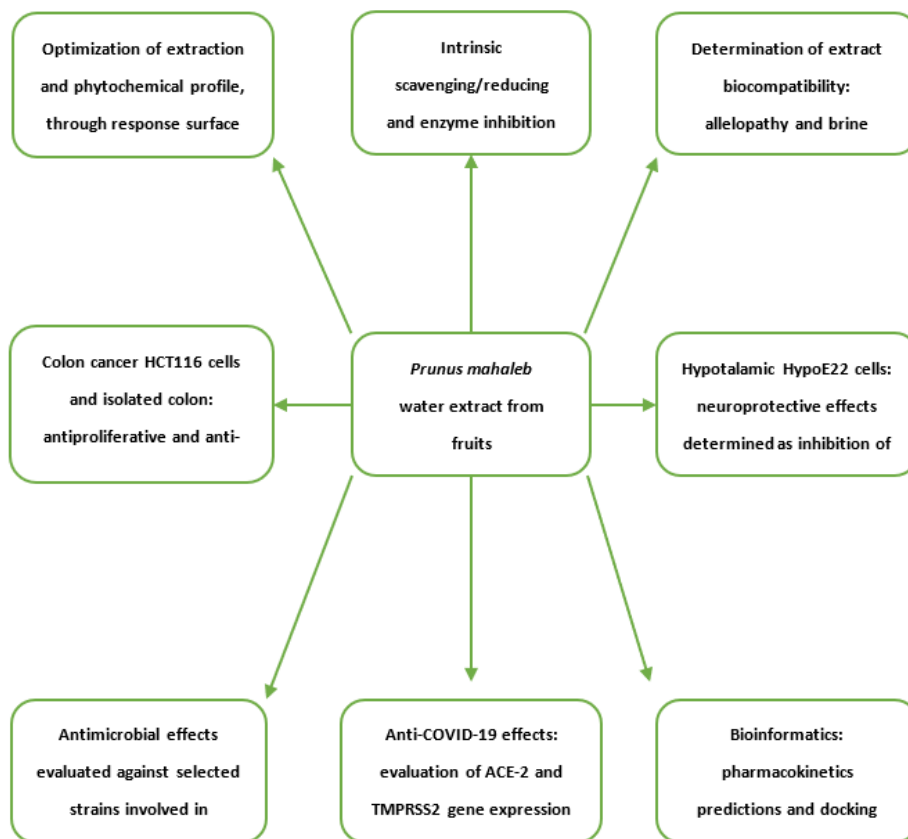 Optimization of extraction
and phytochemical profile,
through response surface
Intrinsic
scavenging/reducing
and enzyme inhibition
Determination of extract
biocompatibility:
allelopathy and brine
Colon cancer HCT116 cells
and isolated colon:
antiproliferative and anti-
Prunus mahaleb
water extract from
fruits
Hypotalamic HypoE22 cells:
neuroprotective effects
determined as inhibition of
Antimicrobial effects
evaluated against selected
strains involved in
Anti-COVID-19 effects:
evaluation of ACE-2 and
TMPRSS2 gene expression
Bioinformatics:
pharmacokinetics
predictions and docking